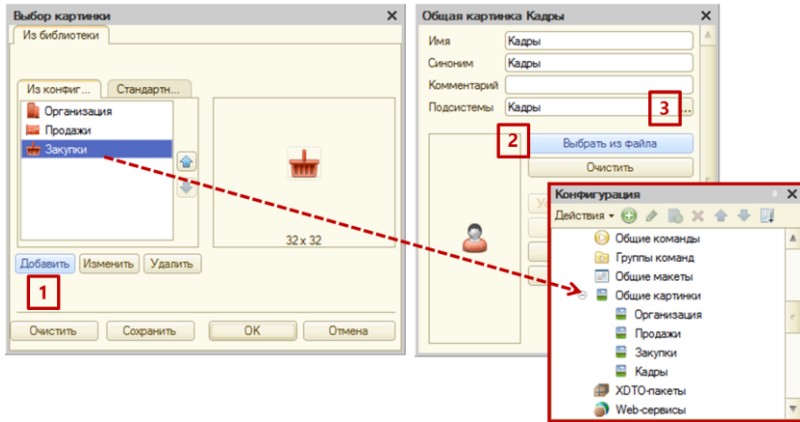 Выбор картинки
Из библиотеки
Из конфиг...
Стандартн...
Организация
Продажи
Закупки
32 x 32
Добавить
Изменить
Удалить
1
Очистить
Сохранить
OK
Отмена
Общая картинка Кадры
Имя
Кадры
Синоним
Кадры
Комментарий
Подсистемы
Кадры
...
3
2
Выбрать из файла
Очистить
Конфигурация
Действия
Общие команды
Группы команд
Общие макеты
Общие картинки
Организация
Продажи
Закупки
Кадры
XDTO-пакеты
Web-сервисы